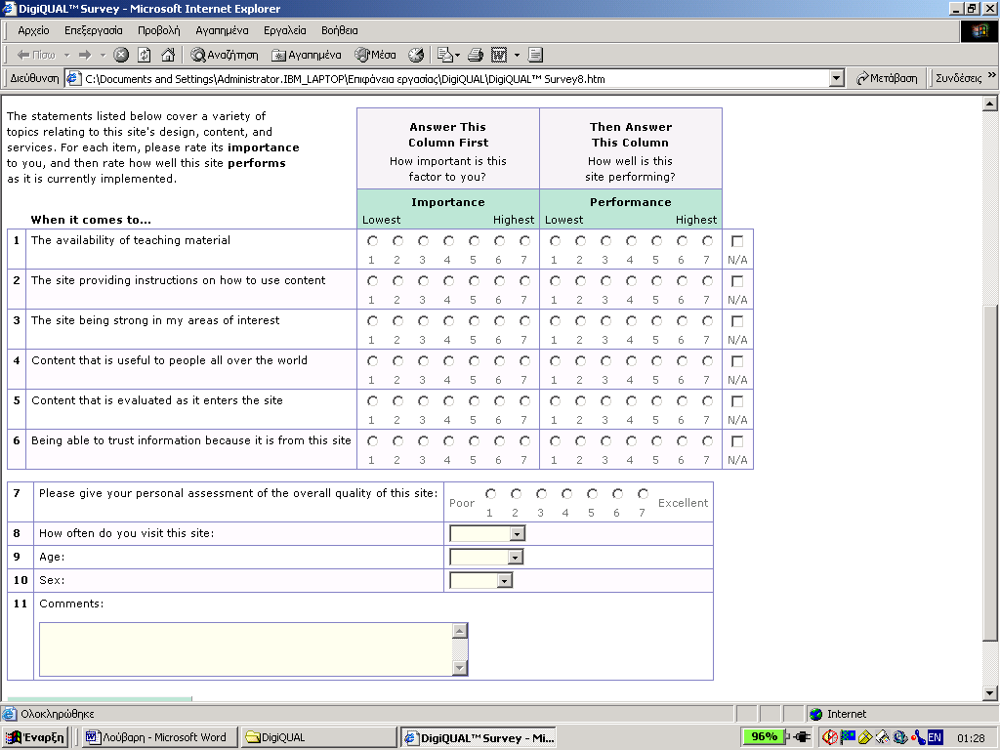 DigiQUAL™ Survey - Microsoft Internet Explorer
Αρχείο Επεξεργασία Προβολή Αγαπημένα Εργαλεία Βοήθεια
Πίσω Αναζήτηση Αγαπημένα Μέσα
Διεύθυνση C:\Documents and Settings\Administrator.IBM_LAPTOP\Επιφάνεια εργασίας\DigiQUAL\DigiQUAL™ Survey8.htm Μετάβαση Συνδέσεις »
The statements listed below cover a variety of
topics relating to this site's design, content, and
services. For each item, please rate its importance
to you, and then rate how well this site performs
as it is currently implemented.
Answer This
Column First
How important is this
factor to you?
Then Answer
This Column
How well is this
site performing?
When it comes to...
Importance
Lowest Highest
Performance
Lowest Highest
1 The availability of teaching material
1 2 3 4 5 6 7 1 2 3 4 5 6 7 N/A
2 The site providing instructions on how to use content
1 2 3 4 5 6 7 1 2 3 4 5 6 7 N/A
3 The site being strong in my areas of interest
1 2 3 4 5 6 7 1 2 3 4 5 6 7 N/A
4 Content that is useful to people all over the world
1 2 3 4 5 6 7 1 2 3 4 5 6 7 N/A
5 Content that is evaluated as it enters the site
1 2 3 4 5 6 7 1 2 3 4 5 6 7 N/A
6 Being able to trust information because it is from this site
1 2 3 4 5 6 7 1 2 3 4 5 6 7 N/A
7 Please give your personal assessment of the overall quality of this site:
Poor 1 2 3 4 5 6 7 Excellent
8 How often do you visit this site:
9 Age:
10 Sex:
11 Comments:
Ολοκληρώθηκε Internet
Έναρξη Λούβαρη - Microsoft Word DigiQUAL DigiQUAL™ Survey - Mi... 96% EN 01:28